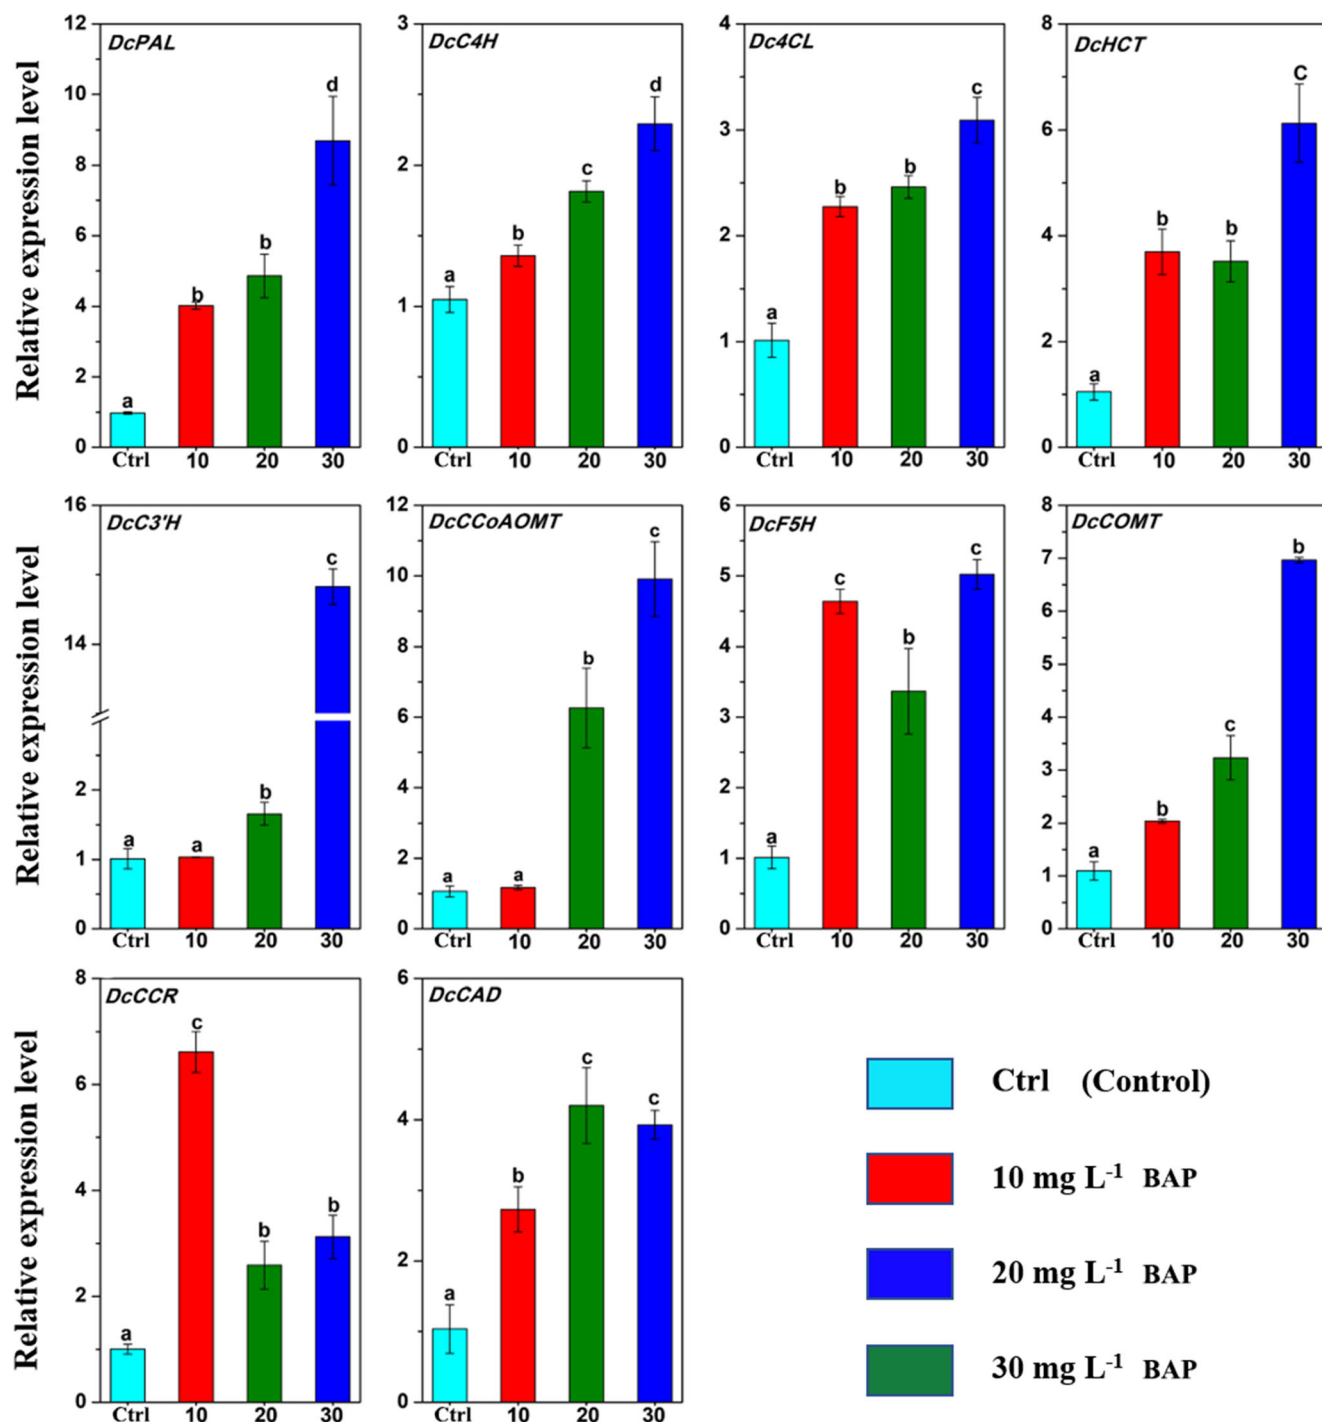 Relative expression level
DcPAL
12
10
8
6
4
2
0
a
b
b
d
Ctrl 10 20 30
DcC4H
3
2
1
0
a
b
c
d
Ctrl 10 20 30
Dc4CL
4
3
2
1
0
a
b
b
c
Ctrl 10 20 30
DcHCT
8
6
4
2
0
a
b
b
C
Ctrl 10 20 30
Relative expression level
DcC3'H
16
14
2
1
0
a
a
b
c
Ctrl 10 20 30
DcCCoAOMT
12
10
8
6
4
2
0
a
a
b
c
Ctrl 10 20 30
DcF5H
6
5
4
3
2
1
0
a
c
b
c
Ctrl 10 20 30
DcCOMT
8
7
6
5
4
3
2
1
0
a
b
c
b
Ctrl 10 20 30
Relative expression level
DcCCR
8
6
4
2
0
a
c
b
b
Ctrl 10 20 30
DcCAD
6
4
2
0
a
b
c
c
Ctrl 10 20 30
Ctrl (Control)
10 mg L⁻¹ BAP
20 mg L⁻¹ BAP
30 mg L⁻¹ BAP